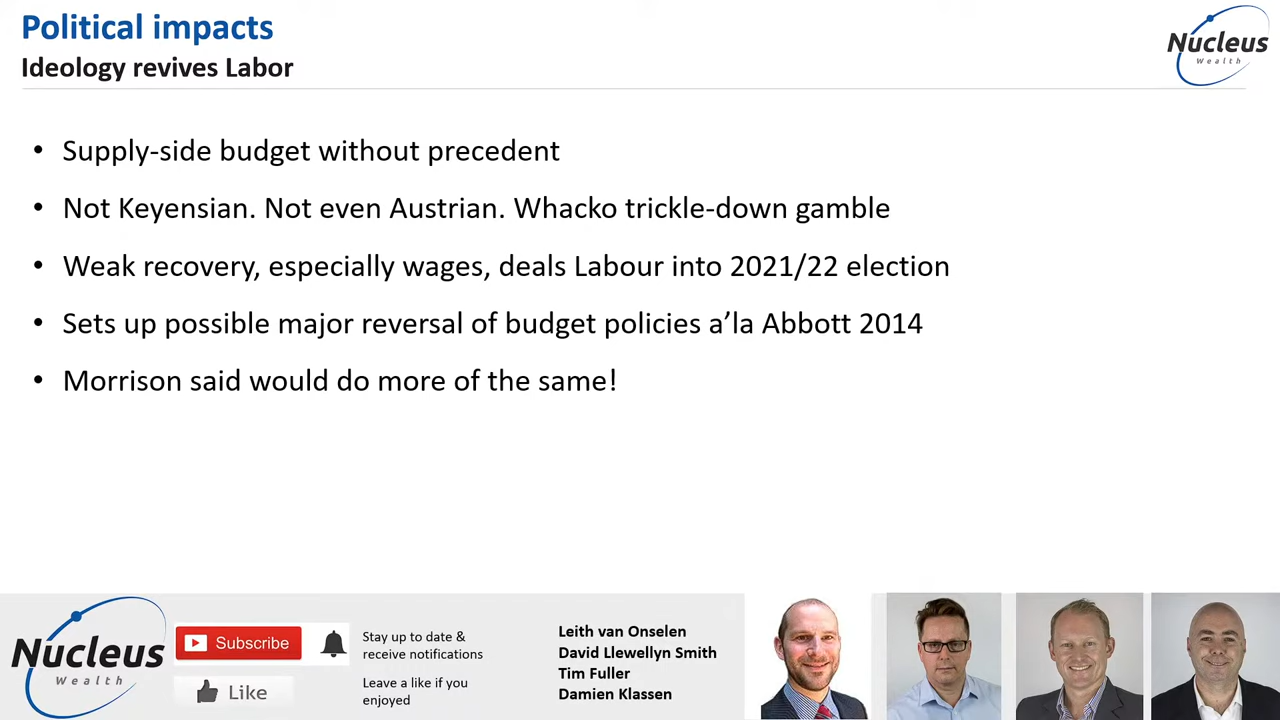 Political impacts
Ideology revives Labor
Nucleus
Wealth
• Supply-side budget without precedent
• Not Keyensian. Not even Austrian. Whacko trickle-down gamble
• Weak recovery, especially wages, deals Labour into 2021/22 election
• Sets up possible major reversal of budget policies a’la Abbott 2014
• Morrison said would do more of the same!
Nucleus
Wealth
Subscribe
Like
Stay up to date &
receive notifications
Leave a like if you
enjoyed
Leith van Onselen
David Llewellyn Smith
Tim Fuller
Damien Klassen